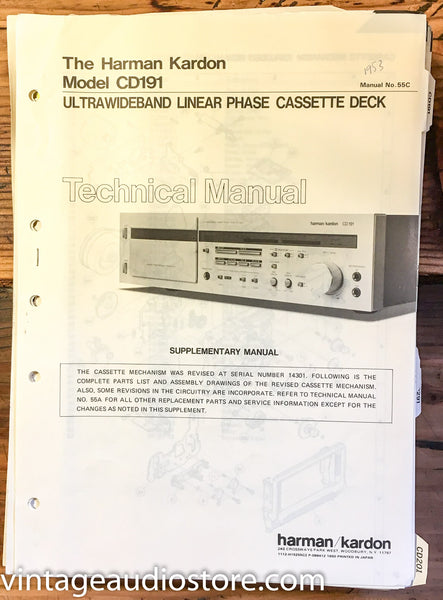 The Harman Kardon
Model CD191
1953
Manual No. 55C
ULTRAWIDEBAND LINEAR PHASE CASSETTE DECK
Technical Manual
harman/kardon CD191
SUPPLEMENTARY MANUAL
THE CASSETTE MECHANISM WAS REVISED AT SERIAL NUMBER 14301. FOLLOWING IS THE
COMPLETE PARTS LIST AND ASSEMBLY DRAWINGS OF THE REVISED CASSETTE MECHANISM.
ALSO, SOME REVISIONS IN THE CIRCUITRY ARE INCORPORATE. REFER TO TECHNICAL MANUAL
NO. 55A FOR ALL OTHER REPLACEMENT PARTS AND SERVICE INFORMATION EXCEPT FOR THE
CHANGES AS NOTED IN THIS SUPPLEMENT.
harman/kardon
240 CROSSWAYS PARK WEST, WOODBURY, N.Y. 11797
PRINTED IN JAPAN
CD191
CD201
vintageaudiostore.com